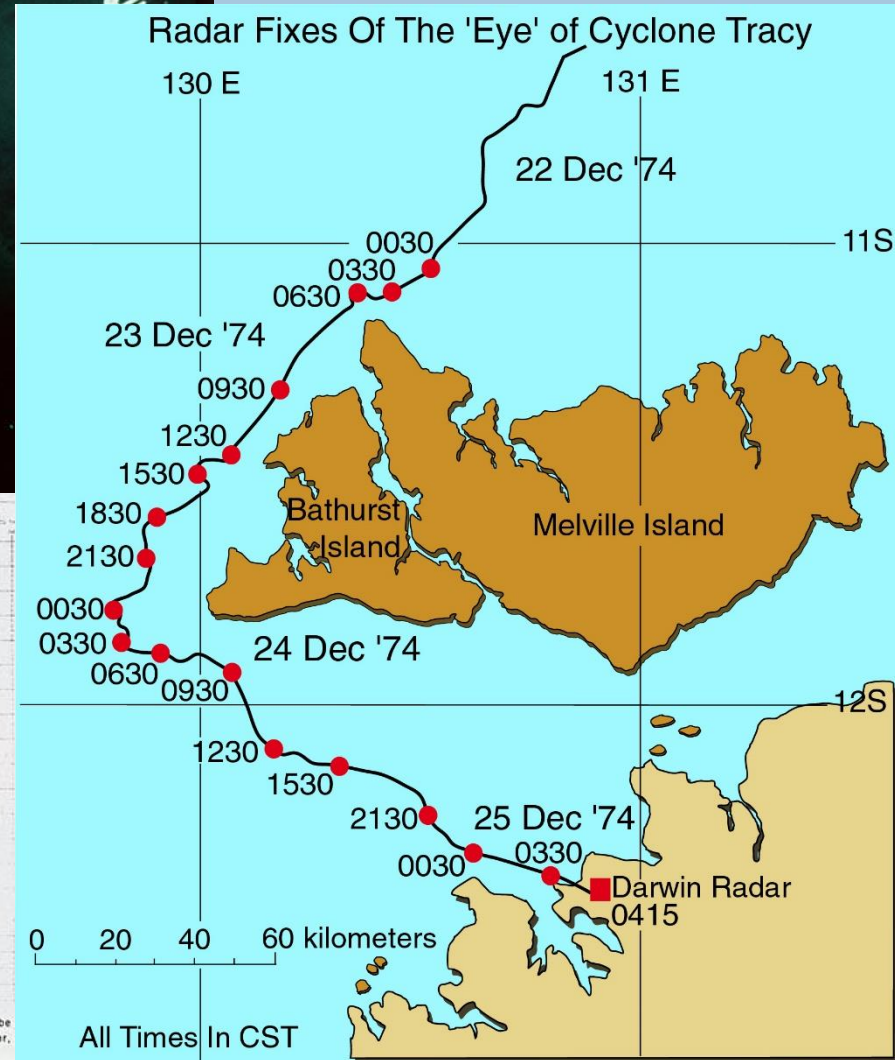 Radar Fixes Of The 'Eye' of Cyclone Tracy
130 E
131 E
22 Dec '74
11S
0030
0330
0630
23 Dec '74
0930
1230
1530
1830
2130
Bathurst
Island
Melville Island
0030
0330
0630
0930
24 Dec '74
12S
1230
1530
2130
25 Dec '74
0030
0330
Darwin Radar
0415
0 20 40 60 kilometers
All Times In CST
be